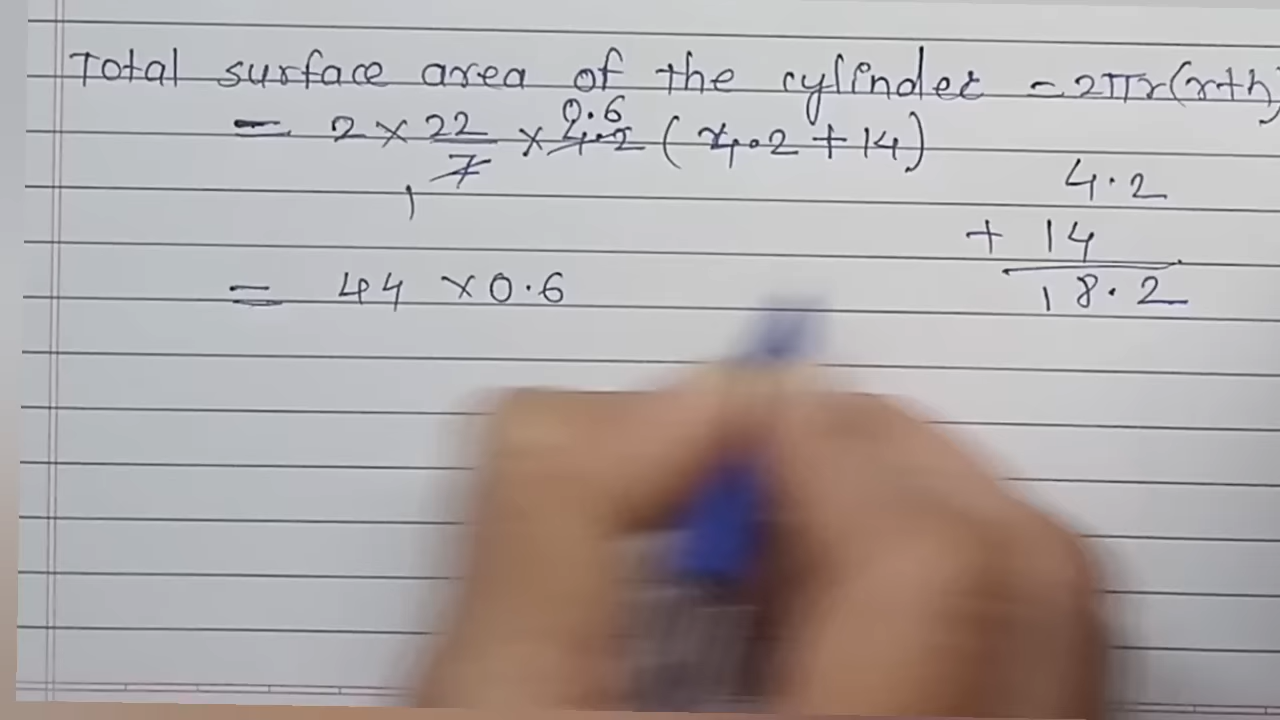 Total surface area of the cylinder = 2πr(r+h)
= 2 × 22/7 × 4.2 (4.2 + 14)
0.6
1
4.2
+ 14
18.2
= 44 × 0.6